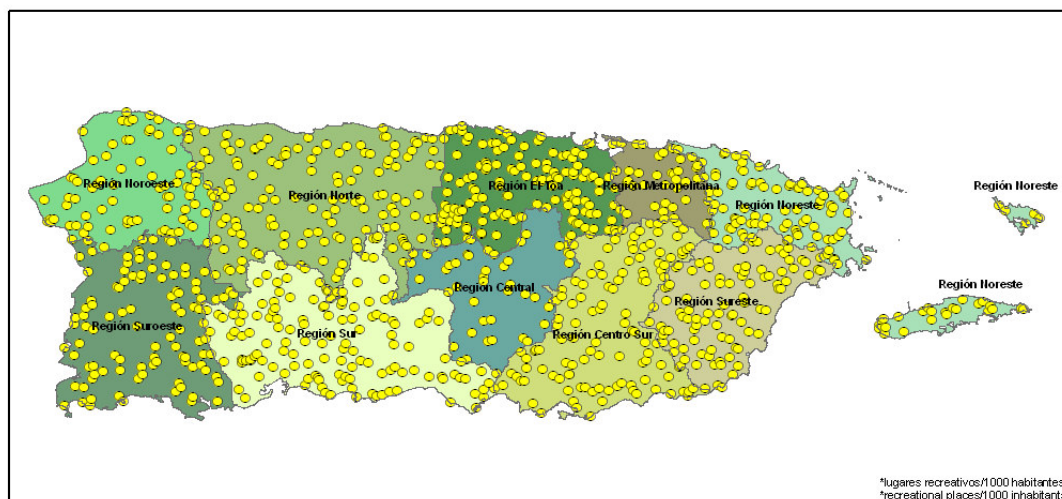 Región Noroeste
Región Norte
Región El Toa
Región Metropolitana
Región Noreste
Región Noreste
Región Noreste
Región Central
Región Sureste
Región Suroeste
Región Sur
Región Centro Sur
*lugares recreativos/1000 habitantes
*recreational places/1000 inhabitant